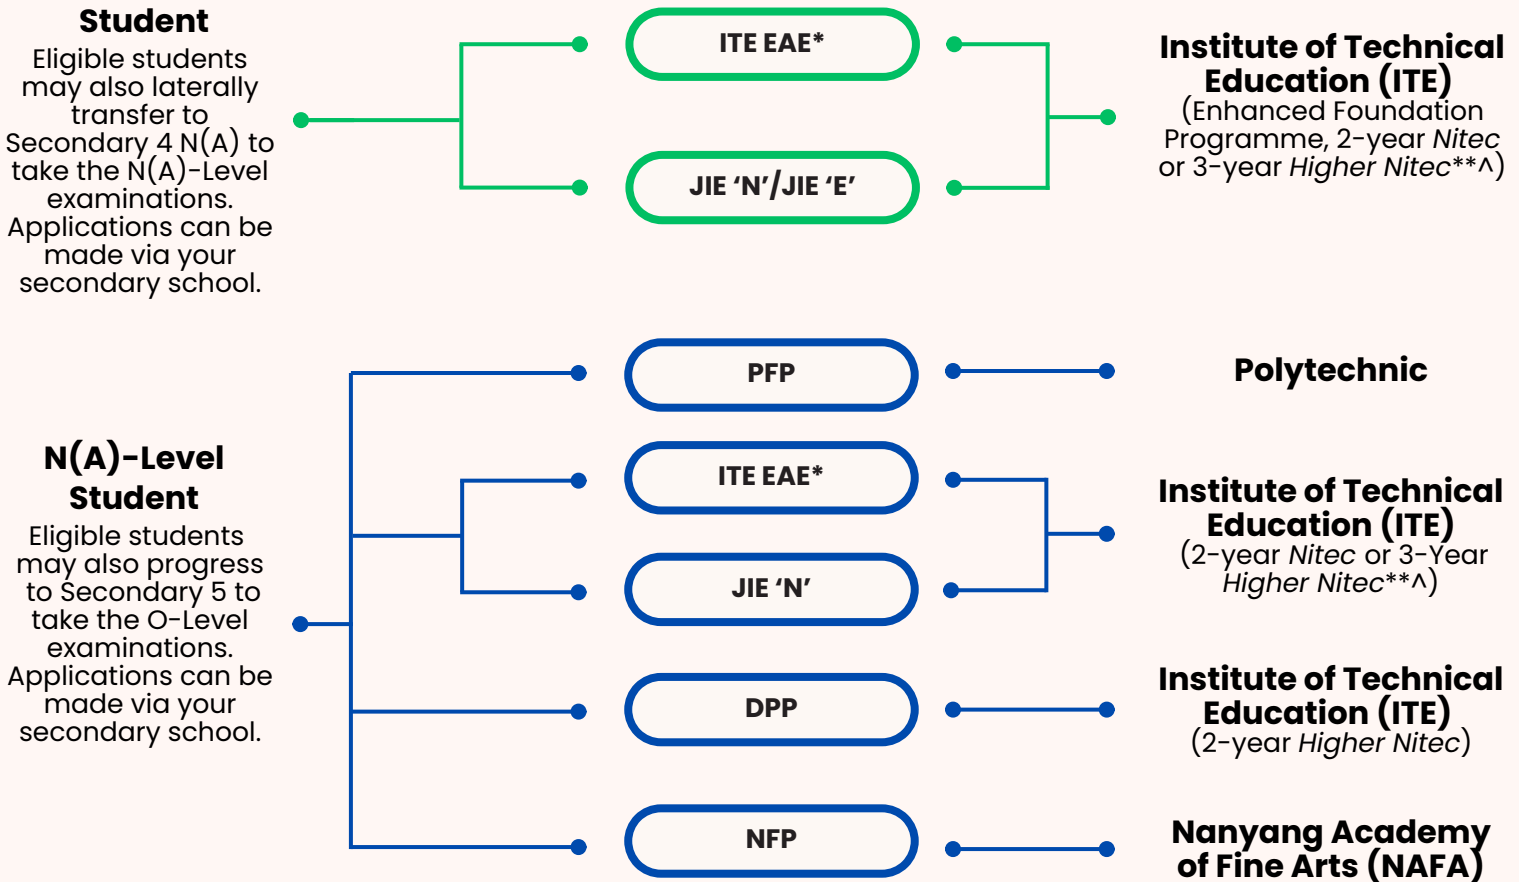 Student
Eligible students
may also laterally
transfer to
Secondary 4 N(A) to
take the N(A)-Level
examinations.
Applications can be
made via your
secondary school.
ITE EAE*
JIE ‘N’/JIE ‘E’
Institute of Technical
Education (ITE)
(Enhanced Foundation
Programme, 2-year Nitec
or 3-year Higher Nitec**^)
N(A)-Level
Student
Eligible students
may also progress
to Secondary 5 to
take the O-Level
examinations.
Applications can be
made via your
secondary school.
PFP
Polytechnic
ITE EAE*
JIE ‘N’
Institute of Technical
Education (ITE)
(2-year Nitec or 3-Year
Higher Nitec**^)
DPP
Institute of Technical
Education (ITE)
(2-year Higher Nitec)
NFP
Nanyang Academy
of Fine Arts (NAFA)